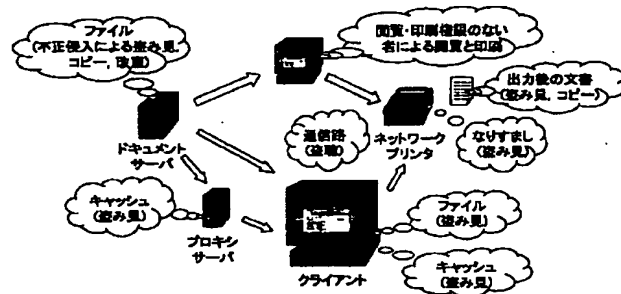 ファイル
(不正侵入による盗み見,
コピー, 改竄)
閲覧・印刷権限のない
者による閲覧と印刷
出力後の文書
(盗み見, コピー)
通信路
(盗聴)
ネットワーク
プリンタ
なりすまし
(盗み見)
ドキュメント
サーバ
キャッシュ
(盗み見)
プロキシ
サーバ
ファイル
(盗み見)
キャッシュ
(盗み見)
クライアント